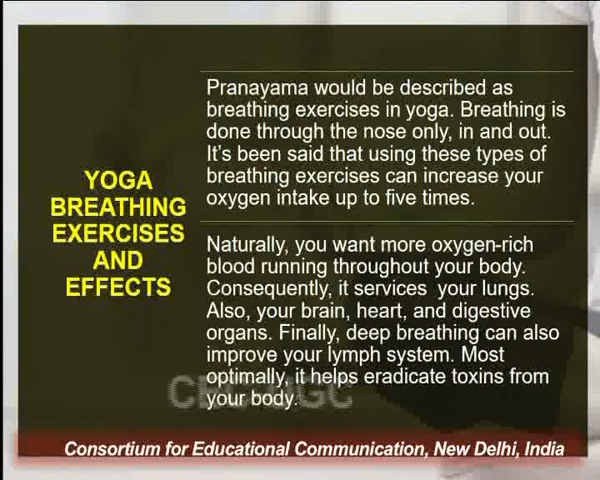 YOGA
BREATHING
EXERCISES
AND
EFFECTS
Pranayama would be described as
breathing exercises in yoga. Breathing is
done through the nose only, in and out.
It's been said that using these types of
breathing exercises can increase your
oxygen intake up to five times.
Naturally, you want more oxygen-rich
blood running throughout your body.
Consequently, it services your lungs.
Also, your brain, heart, and digestive
organs. Finally, deep breathing can also
improve your lymph system. Most
optimally, it helps eradicate toxins from
your body.
CEC-UGC
Consortium for Educational Communication, New Delhi, India